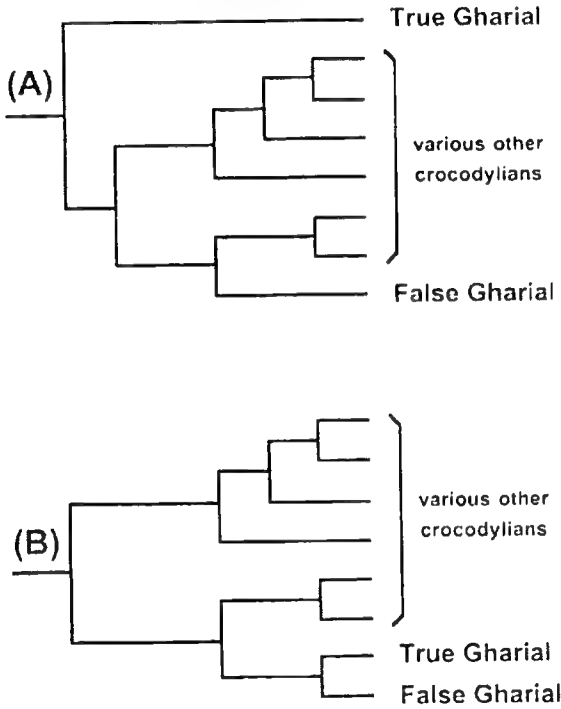 True Gharial
(A)
various other
crocodylians
False Gharial
various other
crocodylians
(B)
True Gharial
False Gharial